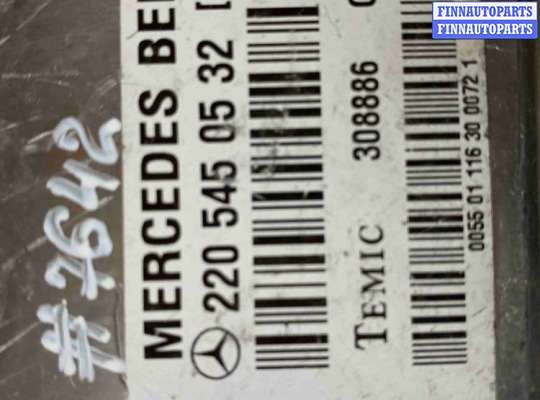 FINNAUTOPARTS
FINNAUTOPARTS
#7642
MERCEDES BE
220 545 05 32 [
TEMIC 308886
0055 01 116 30 0072 1